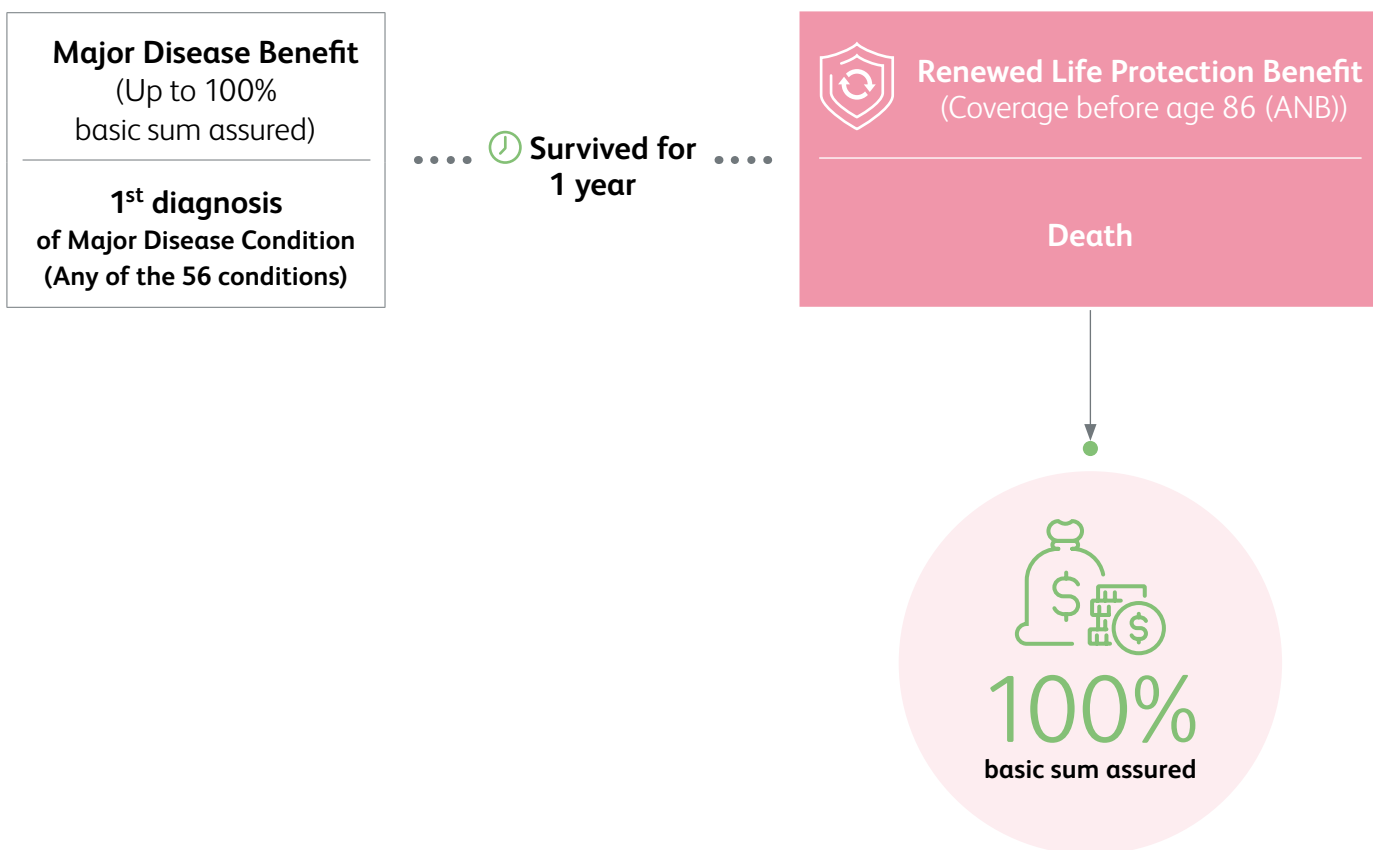 Major Disease Benefit
(Up to 100%
basic sum assured)
1st diagnosis
of Major Disease Condition
(Any of the 56 conditions)
Survived for
1 year
Renewed Life Protection Benefit
(Coverage before age 86 (ANB))
Death
$
$
100%
basic sum assured